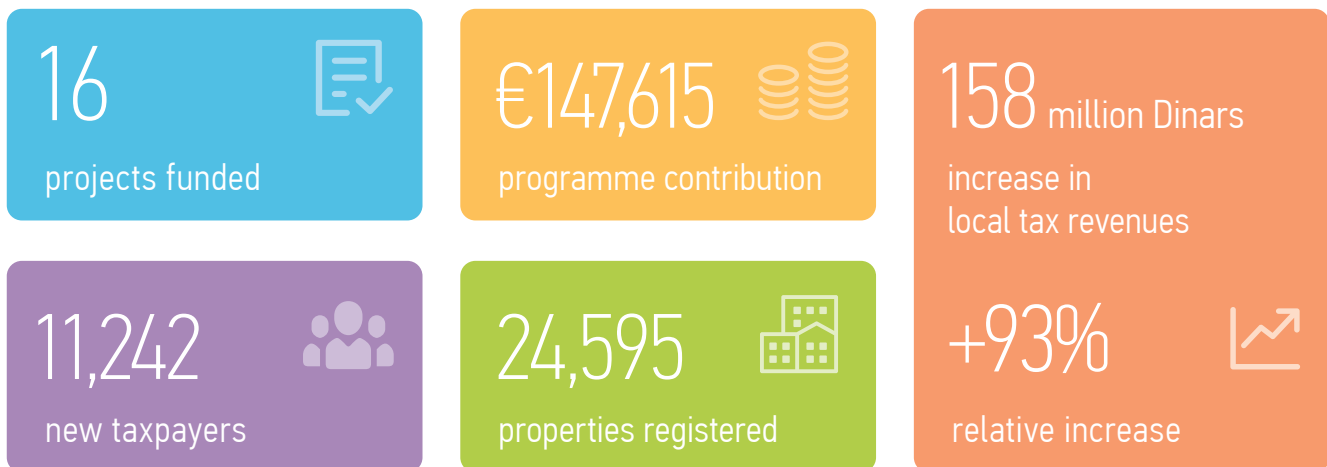 16
projects funded
€147,615
programme contribution
158 million Dinars
increase in
local tax revenues
11,242
new taxpayers
24,595
properties registered
+93%
relative increase